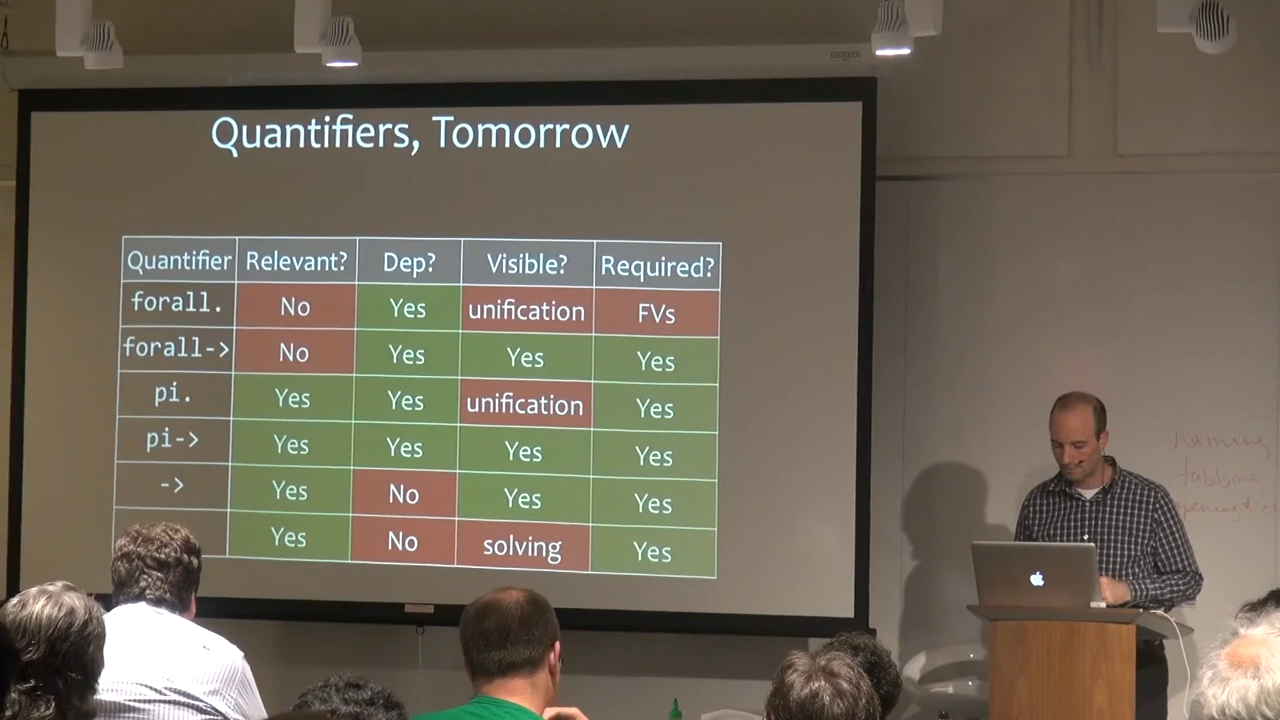 Quantifiers, Tomorrow
Quantifier Relevant? Dep? Visible? Required?
forall. No Yes unification FVs
forall-> No Yes Yes Yes
pi. Yes Yes unification Yes
pi-> Yes Yes Yes Yes
-> Yes No Yes Yes
Yes No solving Yes
naming